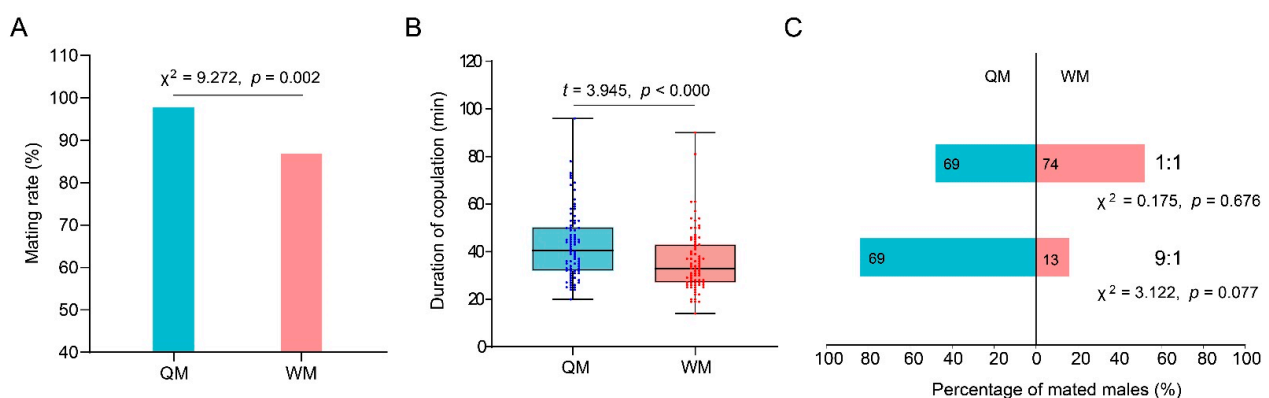 A
Mating rate (%)
110
100
90
80
70
60
50
40
χ² = 9.272, p = 0.002
QM
WM
B
Duration of copulation (min)
120
100
80
60
40
20
0
t = 3.945, p < 0.000
QM
WM
C
QM
WM
69
74
1:1
χ² = 0.175, p = 0.676
69
13
9:1
χ² = 3.122, p = 0.077
100 80 60 40 20 0 20 40 60 80 100
Percentage of mated males (%)